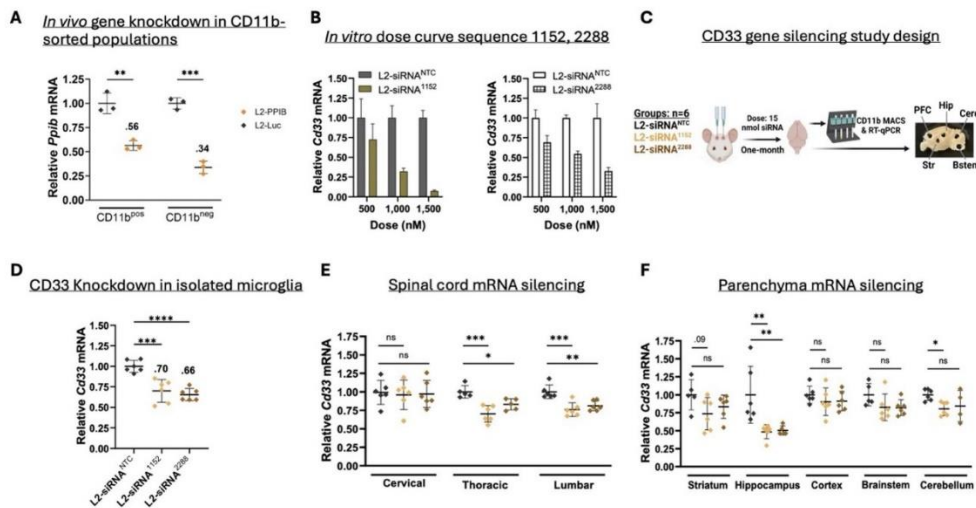 A
In vivo gene knockdown in CD11b-
sorted populations
**
***
Relative Ppib mRNA
1.25
1.00
0.75
0.50
0.25
0.00
.56
.34
L2-PPIB
L2-Luc
CD11bpos
CD11bneg
B
In vitro dose curve sequence 1152, 2288
Relative Cd33 mRNA
1.50
1.25
1.00
0.75
0.50
0.25
0.00
L2-siRNANTC
L2-siRNA1152
500 1,000 1,500
Dose (nM)
Relative Cd33 mRNA
1.50
1.25
1.00
0.75
0.50
0.25
0.00
L2-siRNANTC
L2-siRNA2288
500 1,000 1,500
Dose (nM)
C
CD33 gene silencing study design
Groups: n=6
L2-siRNANTC
L2-siRNA1152
L2-siRNA2288
Dose: 15
nmol siRNA
One-month
CD11b MACS
& RT-qPCR
PFC
Hip
Cere
Str
Bstem
D
CD33 Knockdown in isolated microglia
****
***
.70
.66
Relative Cd33 mRNA
1.50
1.25
1.00
0.75
0.50
0.25
0.00
L2-siRNANTC
L2-siRNA1152
L2-siRNA2288
E
Spinal cord mRNA silencing
ns
ns
***
*
***
**
Relative Cd33 mRNA
1.50
1.25
1.00
0.75
0.50
0.25
0.00
Cervical Thoracic Lumbar
F
Parenchyma mRNA silencing
.09
ns
**
**
ns
ns
ns
ns
*
ns
Relative Cd33 mRNA
1.50
1.25
1.00
0.75
0.50
0.25
0.00
Striatum Hippocampus Cortex Brainstem Cerebellum